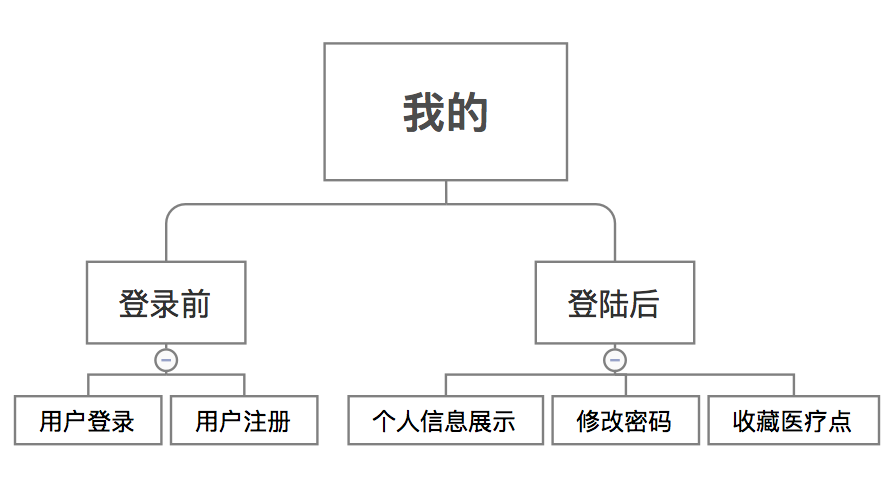 我的
登录前
登陆后
用户登录
用户注册
个人信息展示
修改密码
收藏医疗点